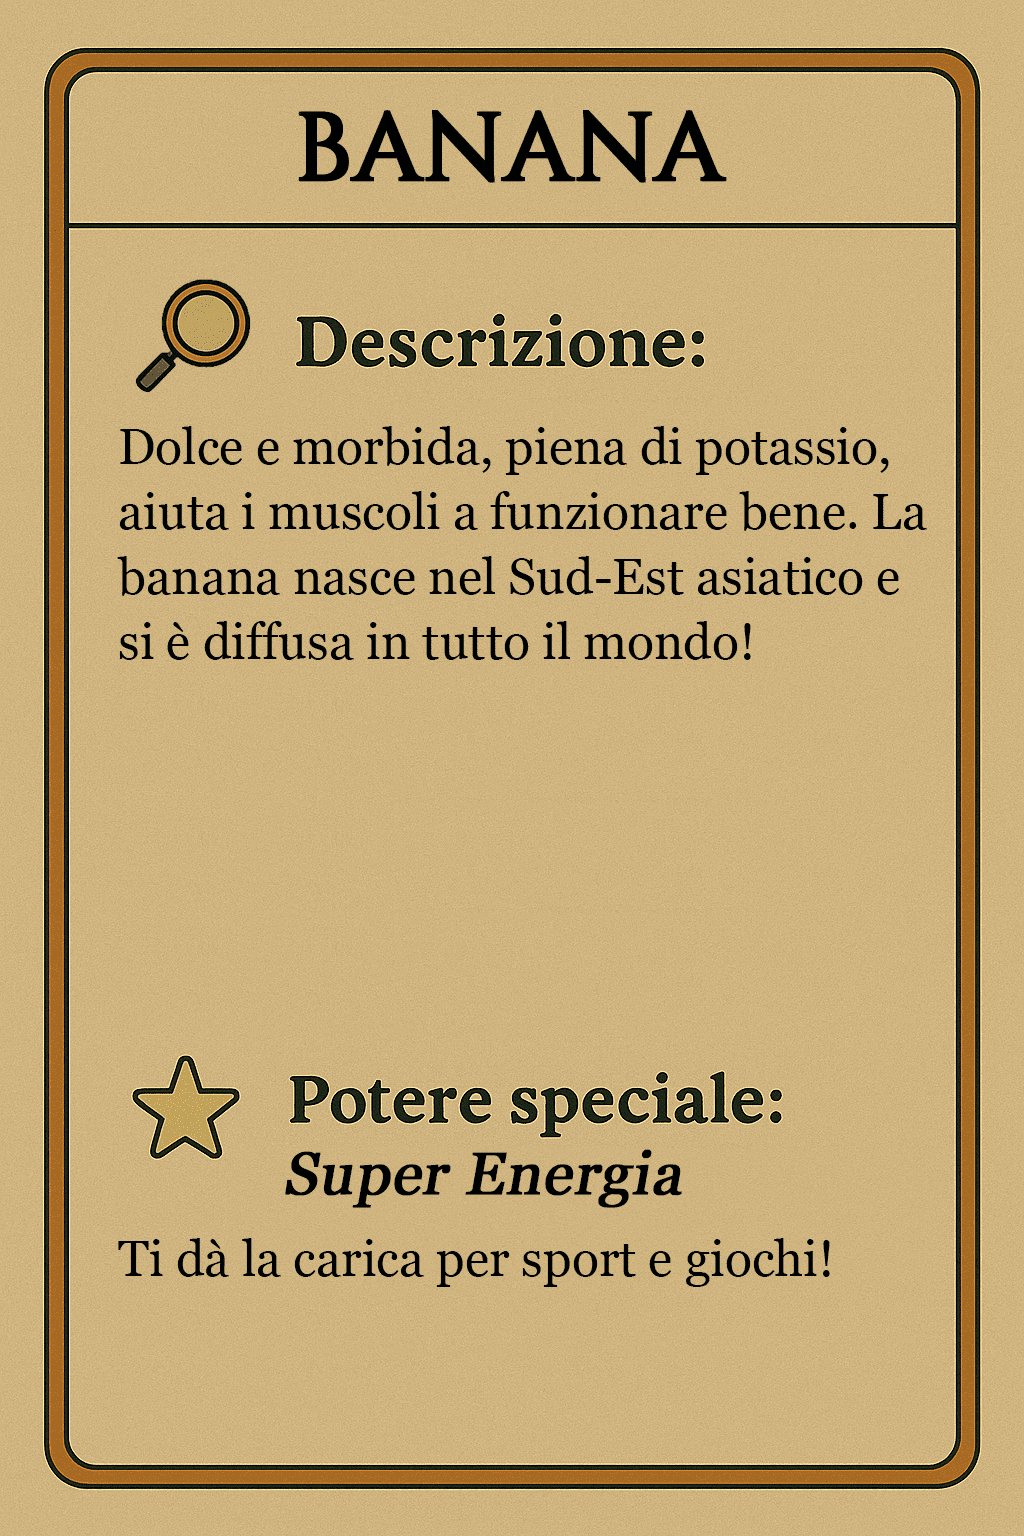 BANANA
Descrizione:
Dolce e morbida, piena di potassio,
aiuta i muscoli a funzionare bene. La
banana nasce nel Sud-Est asiatico e
si è diffusa in tutto il mondo!
Potere speciale:
Super Energia
Ti dà la carica per sport e giochi!